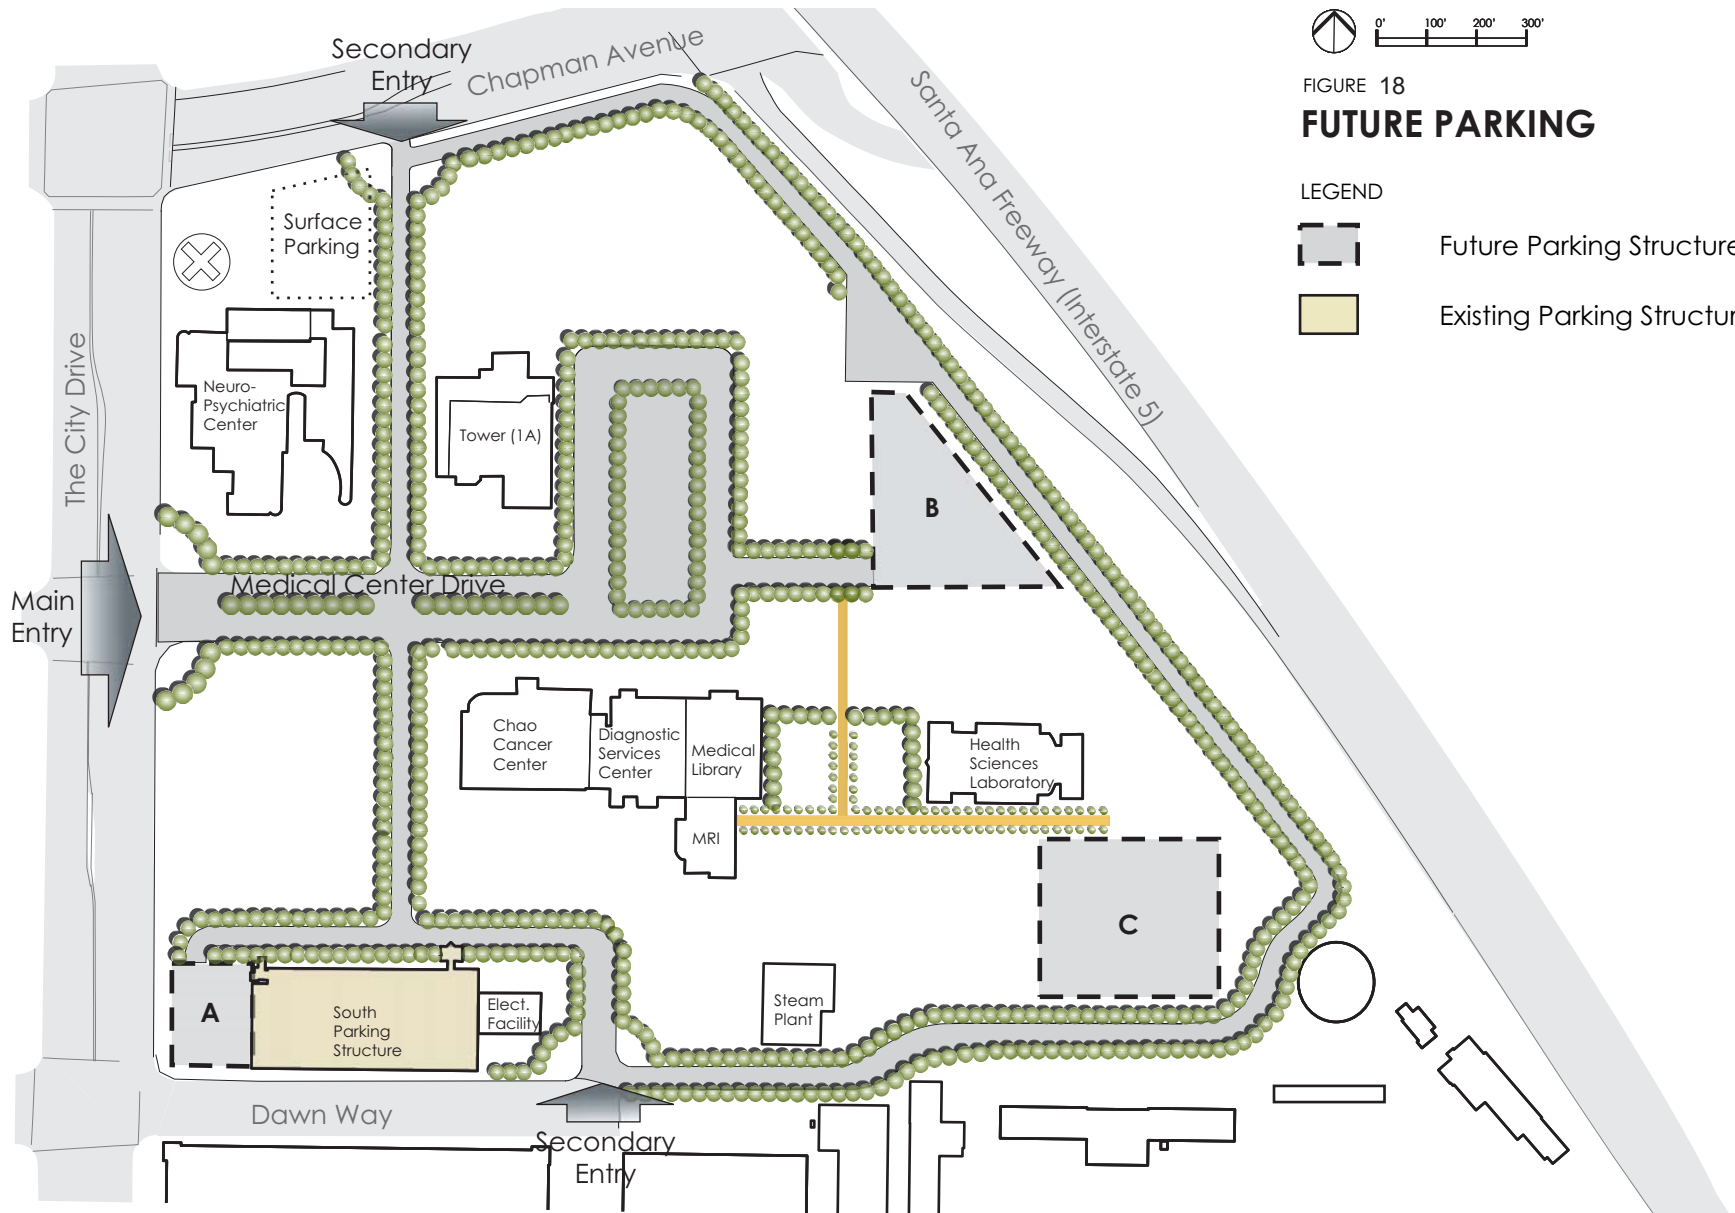 0'
100'
200'
300'
FIGURE 18
FUTURE PARKING
LEGEND
Future Parking Structure
Existing Parking Structur
Secondary
Entry
Chapman Avenue
Santa Ana Freeway (Interstate 5)
Surface
Parking
The City Drive
Neuro-
Psychiatric
Center
Tower (1A)
B
Main
Entry
Medical Center Drive
Chao
Cancer
Center
Diagnostic
Services
Center
Medical
Library
Health
Sciences
Laboratory
MRI
C
A
South
Parking
Structure
Elect.
Facility
Steam
Plant
Dawn Way
Secondary
Entry